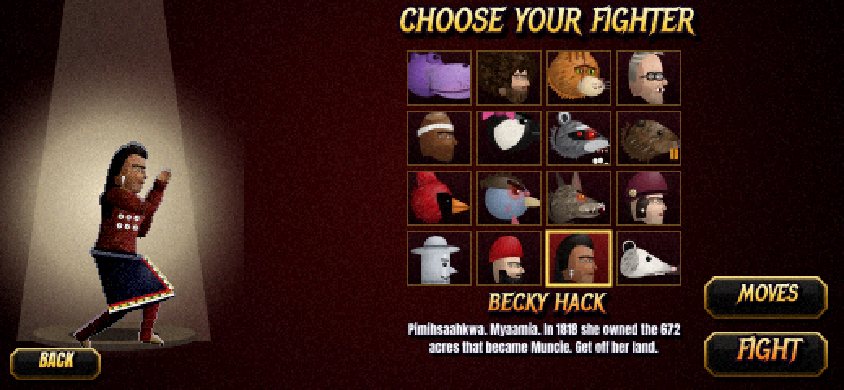 CHOOSE YOUR FIGHTER
BECKY HACK
Pimihsaahkwa. Myaamia. In 1818 she owned the 672
acres that became Muncie. Get off her land.
MOVES
FIGHT
BACK